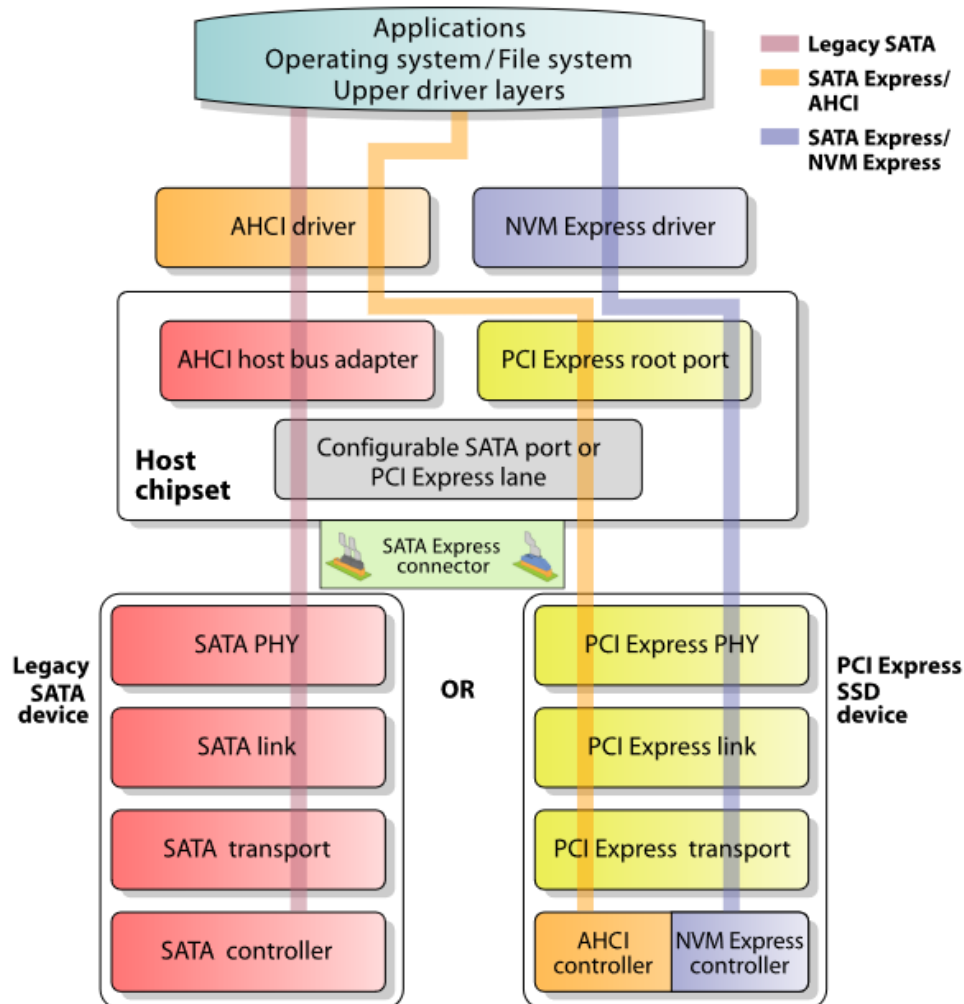 Applications
Operating system/File system
Upper driver layers
Legacy SATA
SATA Express/
AHCI
SATA Express/
NVM Express
AHCI driver
NVM Express driver
AHCI host bus adapter
PCI Express root port
Configurable SATA port or
PCI Express lane
Host
chipset
SATA Express
connector
Legacy
SATA
device
SATA PHY
SATA link
SATA transport
SATA controller
OR
PCI Express PHY
PCI Express link
PCI Express transport
AHCI
controller
NVM Express
controller
PCI Express
SSD
device